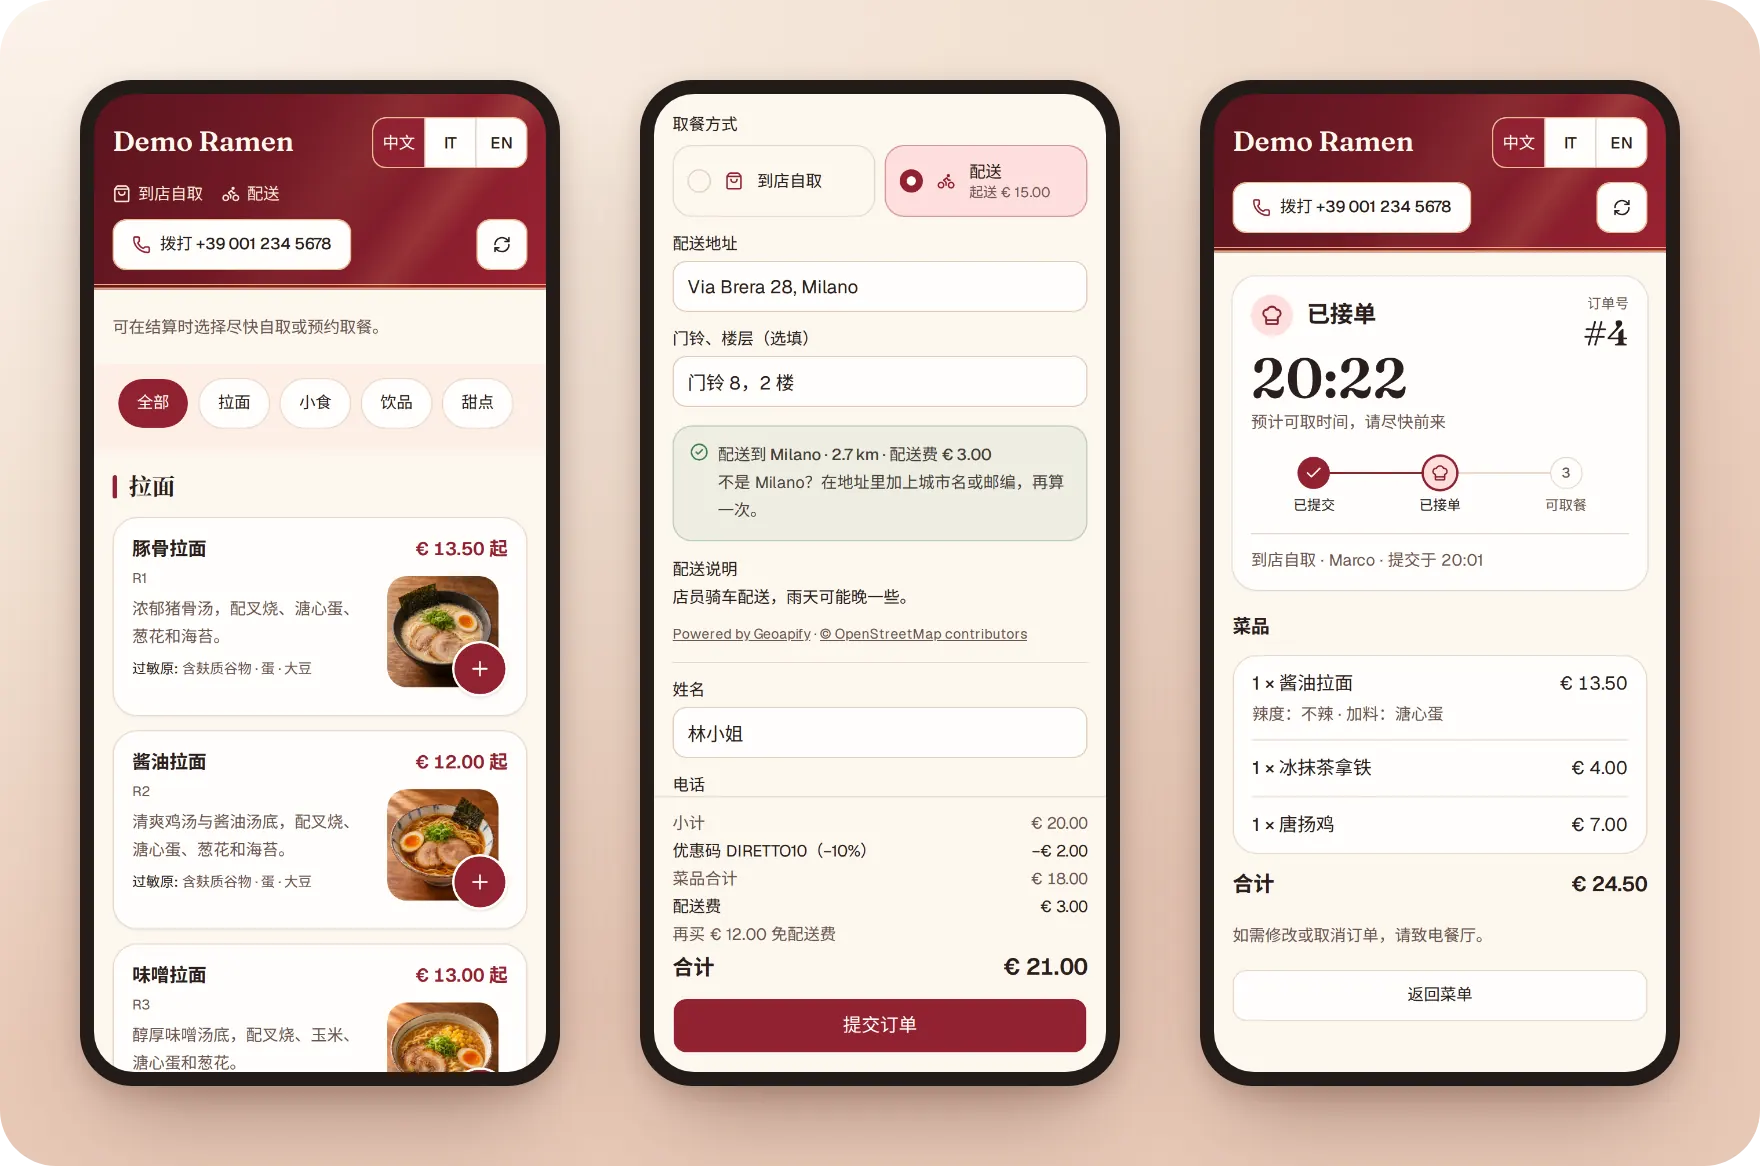 Demo Ramen
中文 IT EN
到店自取 配送
拨打 +39 001 234 5678
可在结算时选择尽快自取或预约取餐。
全部 拉面 小食 饮品 甜点
拉面
豚骨拉面 € 13.50 起
R1
浓郁猪骨汤，配叉烧、溏心蛋、
葱花和海苔。
过敏原: 含麸质谷物 · 蛋 · 大豆
酱油拉面 € 12.00 起
R2
清爽鸡汤与酱油汤底，配叉烧、
溏心蛋、葱花和海苔。
过敏原: 含麸质谷物 · 蛋 · 大豆
味噌拉面 € 13.00 起
R3
醇厚味噌汤底，配叉烧、玉米、
溏心蛋和葱花。
取餐方式
到店自取
配送
起送 € 15.00
配送地址
Via Brera 28, Milano
门铃、楼层（选填）
门铃 8，2 楼
配送到 Milano · 2.7 km · 配送费 € 3.00
不是 Milano？在地址里加上城市名或邮编，再算
一次。
配送说明
店员骑车配送，雨天可能晚一些。
Powered by Geoapify · © OpenStreetMap contributors
姓名
林小姐
电话
小计 € 20.00
优惠码 DIRETTO10（−10%） −€ 2.00
菜品合计 € 18.00
配送费 € 3.00
再买 € 12.00 免配送费
合计 € 21.00
提交订单
Demo Ramen
中文 IT EN
拨打 +39 001 234 5678
已接单
订单号
#4
20:22
预计可取时间，请尽快前来
3
已提交 已接单 可取餐
到店自取 · Marco · 提交于 20:01
菜品
1 × 酱油拉面 € 13.50
辣度：不辣 · 加料：溏心蛋
1 × 冰抹茶拿铁 € 4.00
1 × 唐扬鸡 € 7.00
合计 € 24.50
如需修改或取消订单，请致电餐厅。
返回菜单